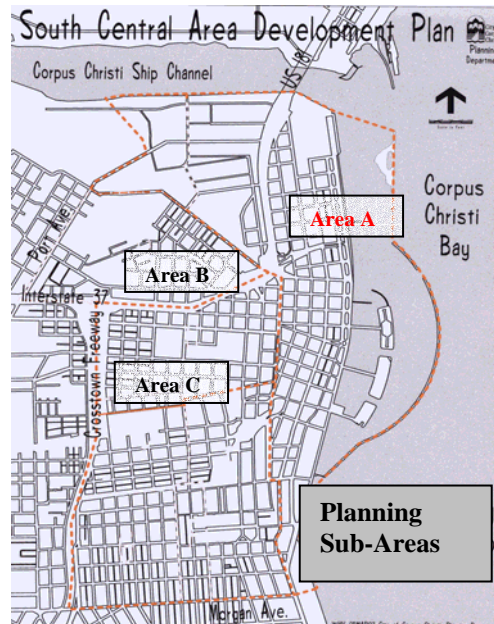 South Central Area Development Plan
Planning
Corpus Christi Ship Channel
US 181
Area A
Corpus
Christi
Bay
Port Ave.
Area B
Interstate 37
Crosstown Freeway
Area C
Planning
Sub-Areas
Morgan Ave.